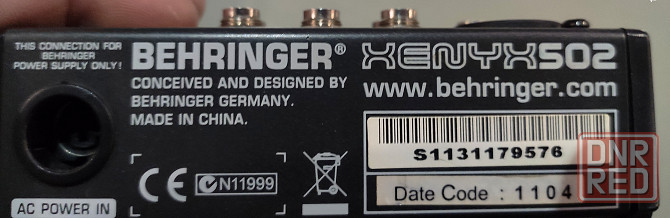 THIS CONNECTION FOR
BEHRINGER
POWER SUPPLY ONLY!
AC POWER IN
BEHRINGER®
CONCEIVED AND DESIGNED BY
BEHRINGER GERMANY.
MADE IN CHINA.
CE
N11999
XENYX502
www.behringer.com
S1131179576
Date Code : 1104
DNR
RED